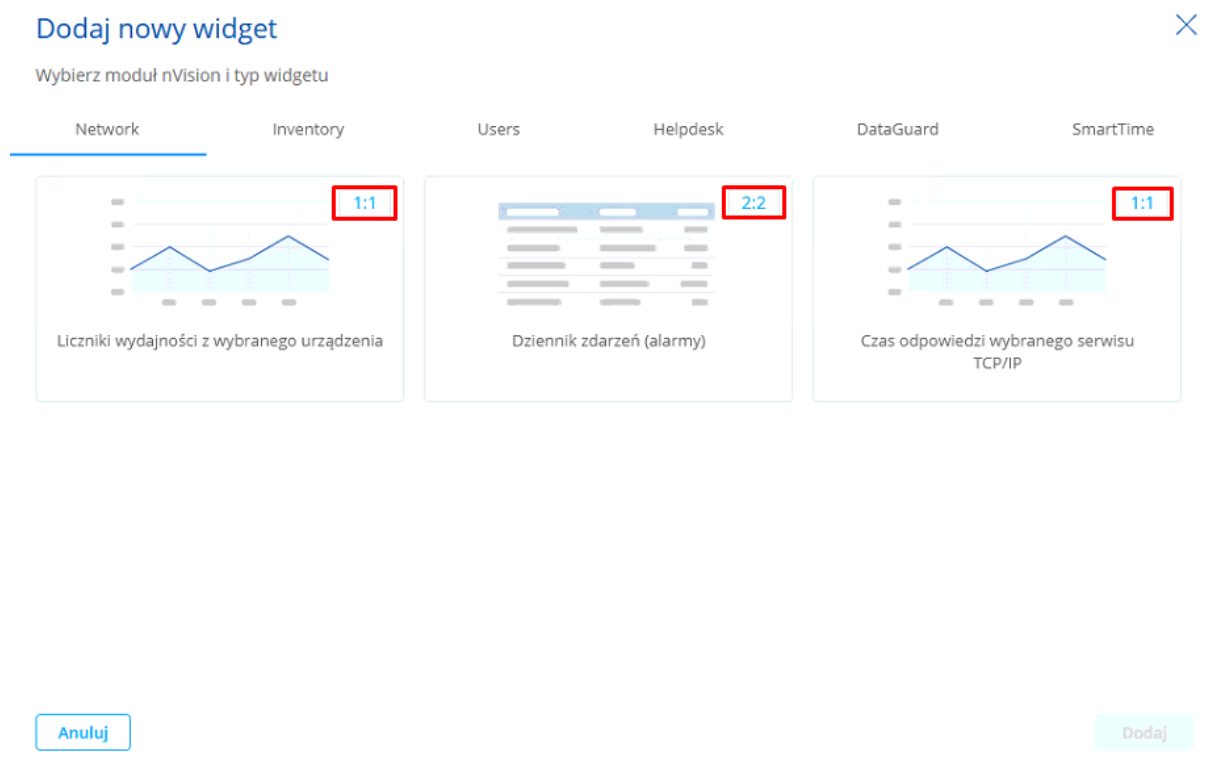 Dodaj nowy widget
Wybierz moduł nVision i typ widgetu
Network Inventory Users Helpdesk DataGuard SmartTime
1:1
Liczniki wydajności z wybranego urządzenia
2:2
Dziennik zdarzeń (alarmy)
1:1
Czas odpowiedzi wybranego serwisu
TCP/IP
Anuluj
Dodaj